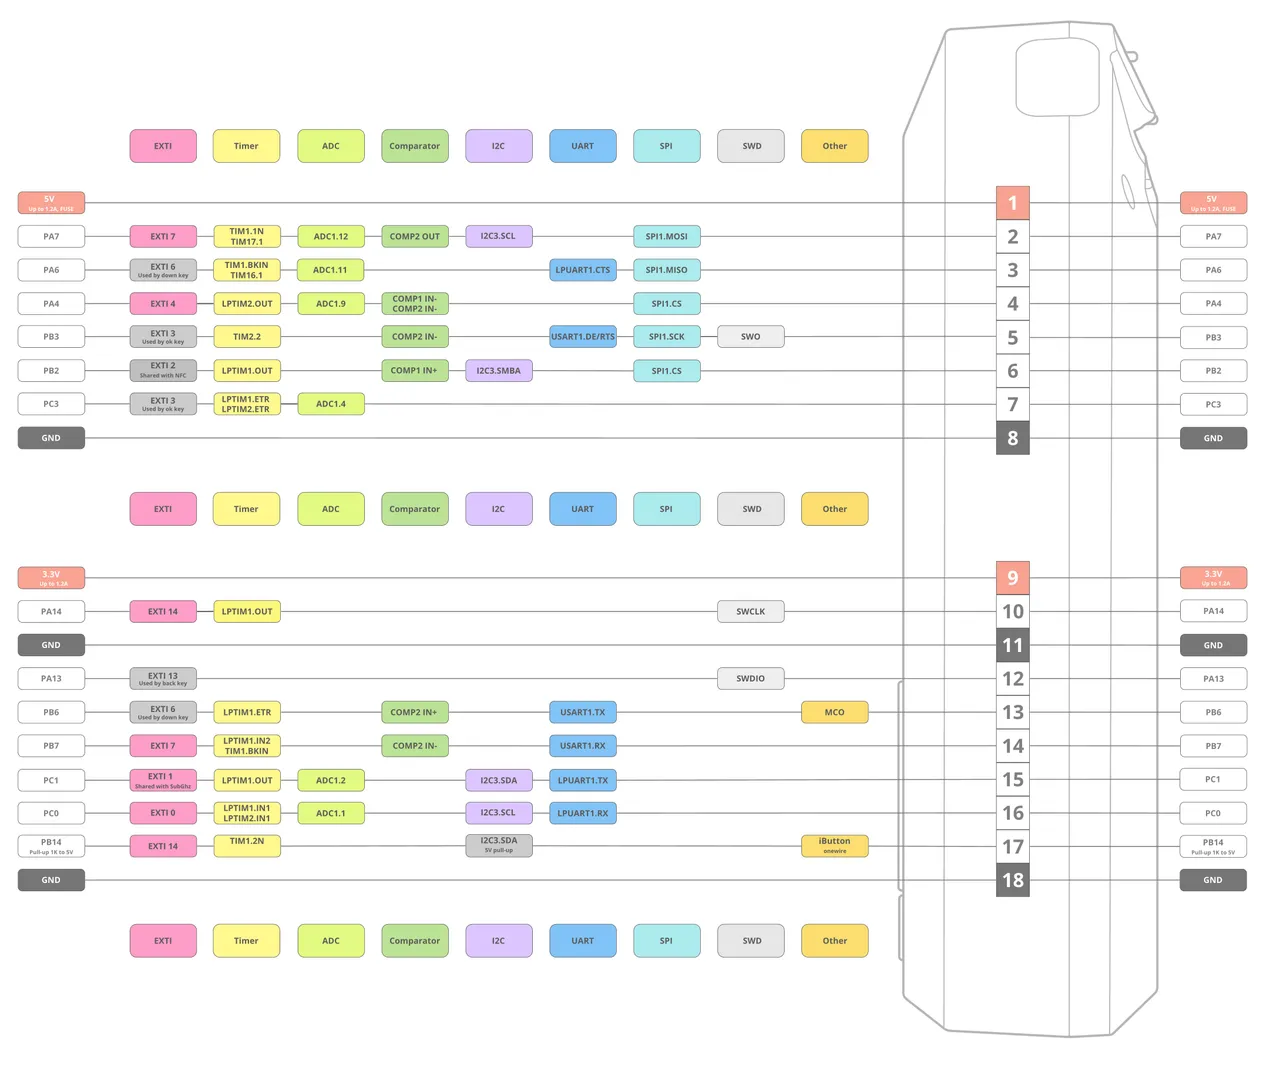 EXTI Timer ADC Comparator I2C UART SPI SWD Other
5V 1 5V
Up to 1.2A, FUSE Up to 1.2A, FUSE
PA7 EXTI 7 TIM1.1N ADC1.12 COMP2 OUT I2C3.SCL SPI1.MOSI 2 PA7
TIM17.1
PA6 EXTI 6 TIM1.BKIN ADC1.11 LPUART1.CTS SPI1.MISO 3 PA6
Used by down key TIM16.1
PA4 EXTI 4 LPTIM2.OUT ADC1.9 COMP1 IN- SPI1.CS 4 PA4
COMP2 IN-
PB3 EXTI 3 TIM2.2 COMP2 IN- USART1.DE/RTS SPI1.SCK SWO 5 PB3
Used by ok key
PB2 EXTI 2 LPTIM1.OUT COMP1 IN+ I2C3.SMBA SPI1.CS 6 PB2
Shared with NFC
PC3 EXTI 3 LPTIM1.ETR ADC1.4 7 PC3
Used by ok key LPTIM2.ETR
GND 8 GND
EXTI Timer ADC Comparator I2C UART SPI SWD Other
3.3V 9 3.3V
Up to 1.2A Up to 1.2A
PA14 EXTI 14 LPTIM1.OUT SWCLK 10 PA14
GND 11 GND
PA13 EXTI 13 SWDIO 12 PA13
Used by back key
PB6 EXTI 6 LPTIM1.ETR COMP2 IN+ USART1.TX MCO 13 PB6
Used by down key
PB7 EXTI 7 LPTIM1.IN2 COMP2 IN- USART1.RX 14 PB7
TIM1.BKIN
PC1 EXTI 1 LPTIM1.OUT ADC1.2 I2C3.SDA LPUART1.TX 15 PC1
Shared with SubGhz
PC0 EXTI 0 LPTIM1.IN1 ADC1.1 I2C3.SCL LPUART1.RX 16 PC0
LPTIM2.IN1
PB14 EXTI 14 TIM1.2N I2C3.SDA iButton 17 PB14
Pull-up 1K to 5V 5V pull-up onewire Pull-up 1K to 5V
GND 18 GND
EXTI Timer ADC Comparator I2C UART SPI SWD Other